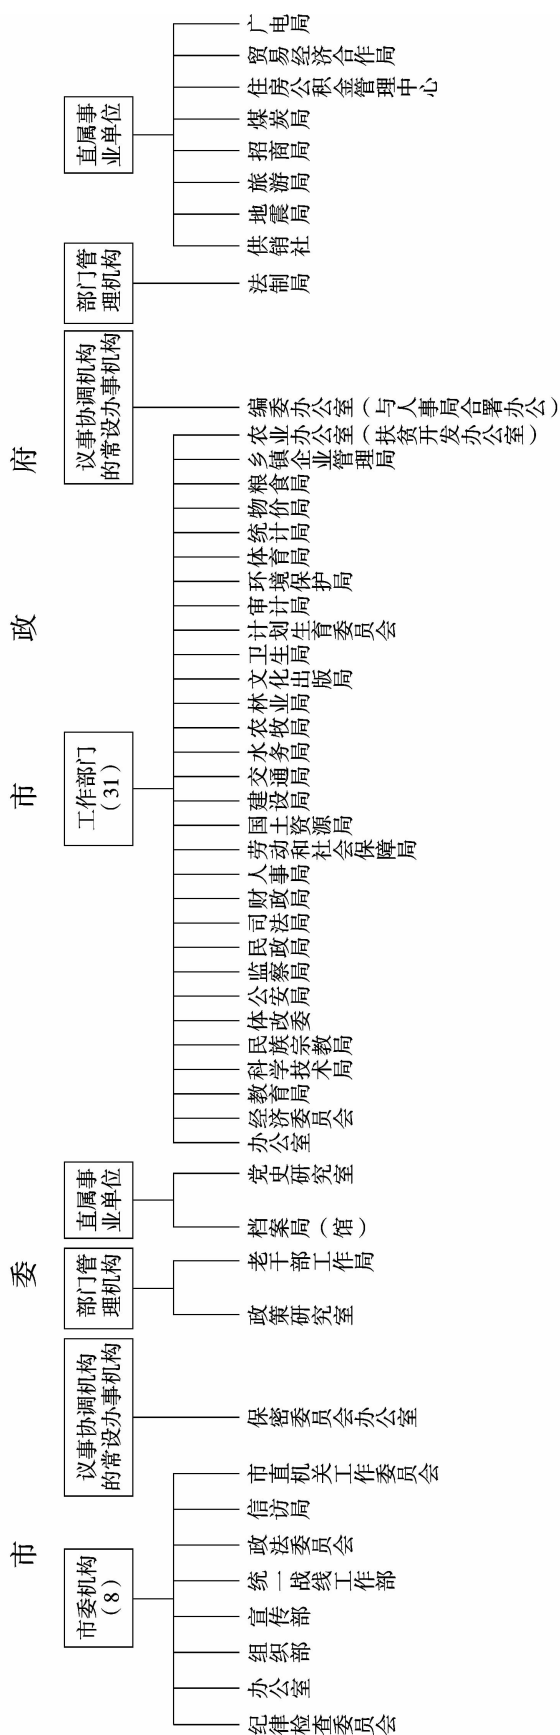 市 委
市委机构
(8)
纪律检查委员会
办公室
组织部
宣传部
统一战线工作部
政法委员会
信访局
市直机关工作委员会
议事协调机构
的常设办事机构
保密委员会办公室
部门管
理机构
政策研究室
老干部工作局
直属事
业单位
档案局(馆)
党史研究室
市 政 府
工作部门
(31)
办公室
经济委员会
教育局
科学技术局
民族宗教局
体改委
公安局
监察局
民政局
司法局
财政局
人事局
劳动和社会保障局
国土资源局
建设局
交通局
水务局
农牧局
林业局
文化出版局
卫生局
计划生育委员会
审计局
环境保护局
体育局
统计局
物价局
粮食局
乡镇企业管理局
农业办公室(扶贫开发办公室)
议事协调机构
的常设办事机构
编委办公室(与人事局合署办公)
部门管
理机构
法制局
直属事
业单位
供销社
地震局
旅游局
招商局
煤炭局
住房公积金管理中心
贸易经济合作局
广电局